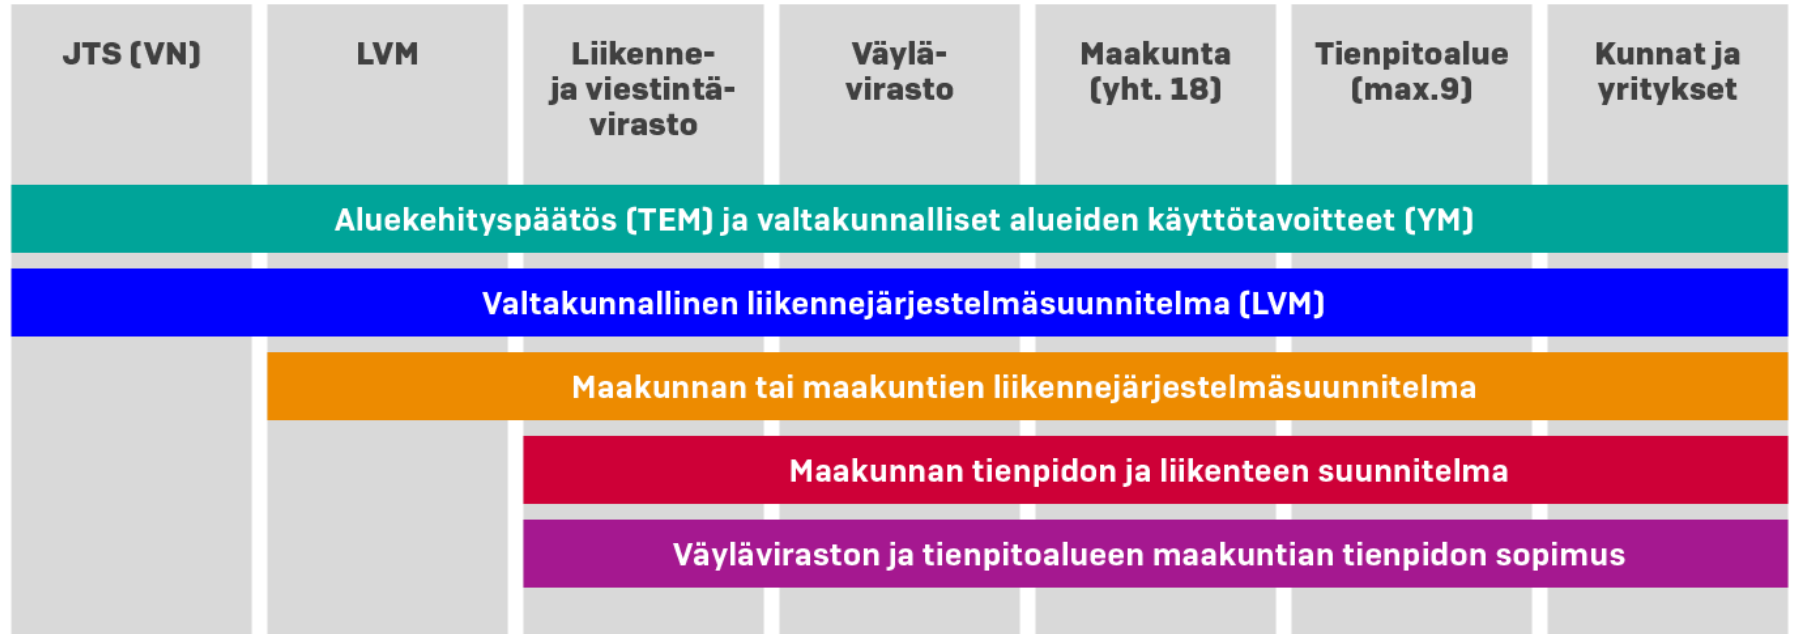 JTS (VN)
LVM
Liikenne-
ja viestintä-
virasto
Väylä-
virasto
Maakunta
(yht. 18)
Tienpitoalue
(max.9)
Kunnat ja
yritykset
Aluekehityspäätös (TEM) ja valtakunnalliset alueiden käyttötavoitteet (YM)
Valtakunnallinen liikennejärjestelmäsuunnitelma (LVM)
Maakunnan tai maakuntien liikennejärjestelmäsuunnitelma
Maakunnan tienpidon ja liikenteen suunnitelma
Väyläviraston ja tienpitoalueen maakuntian tienpidon sopimus